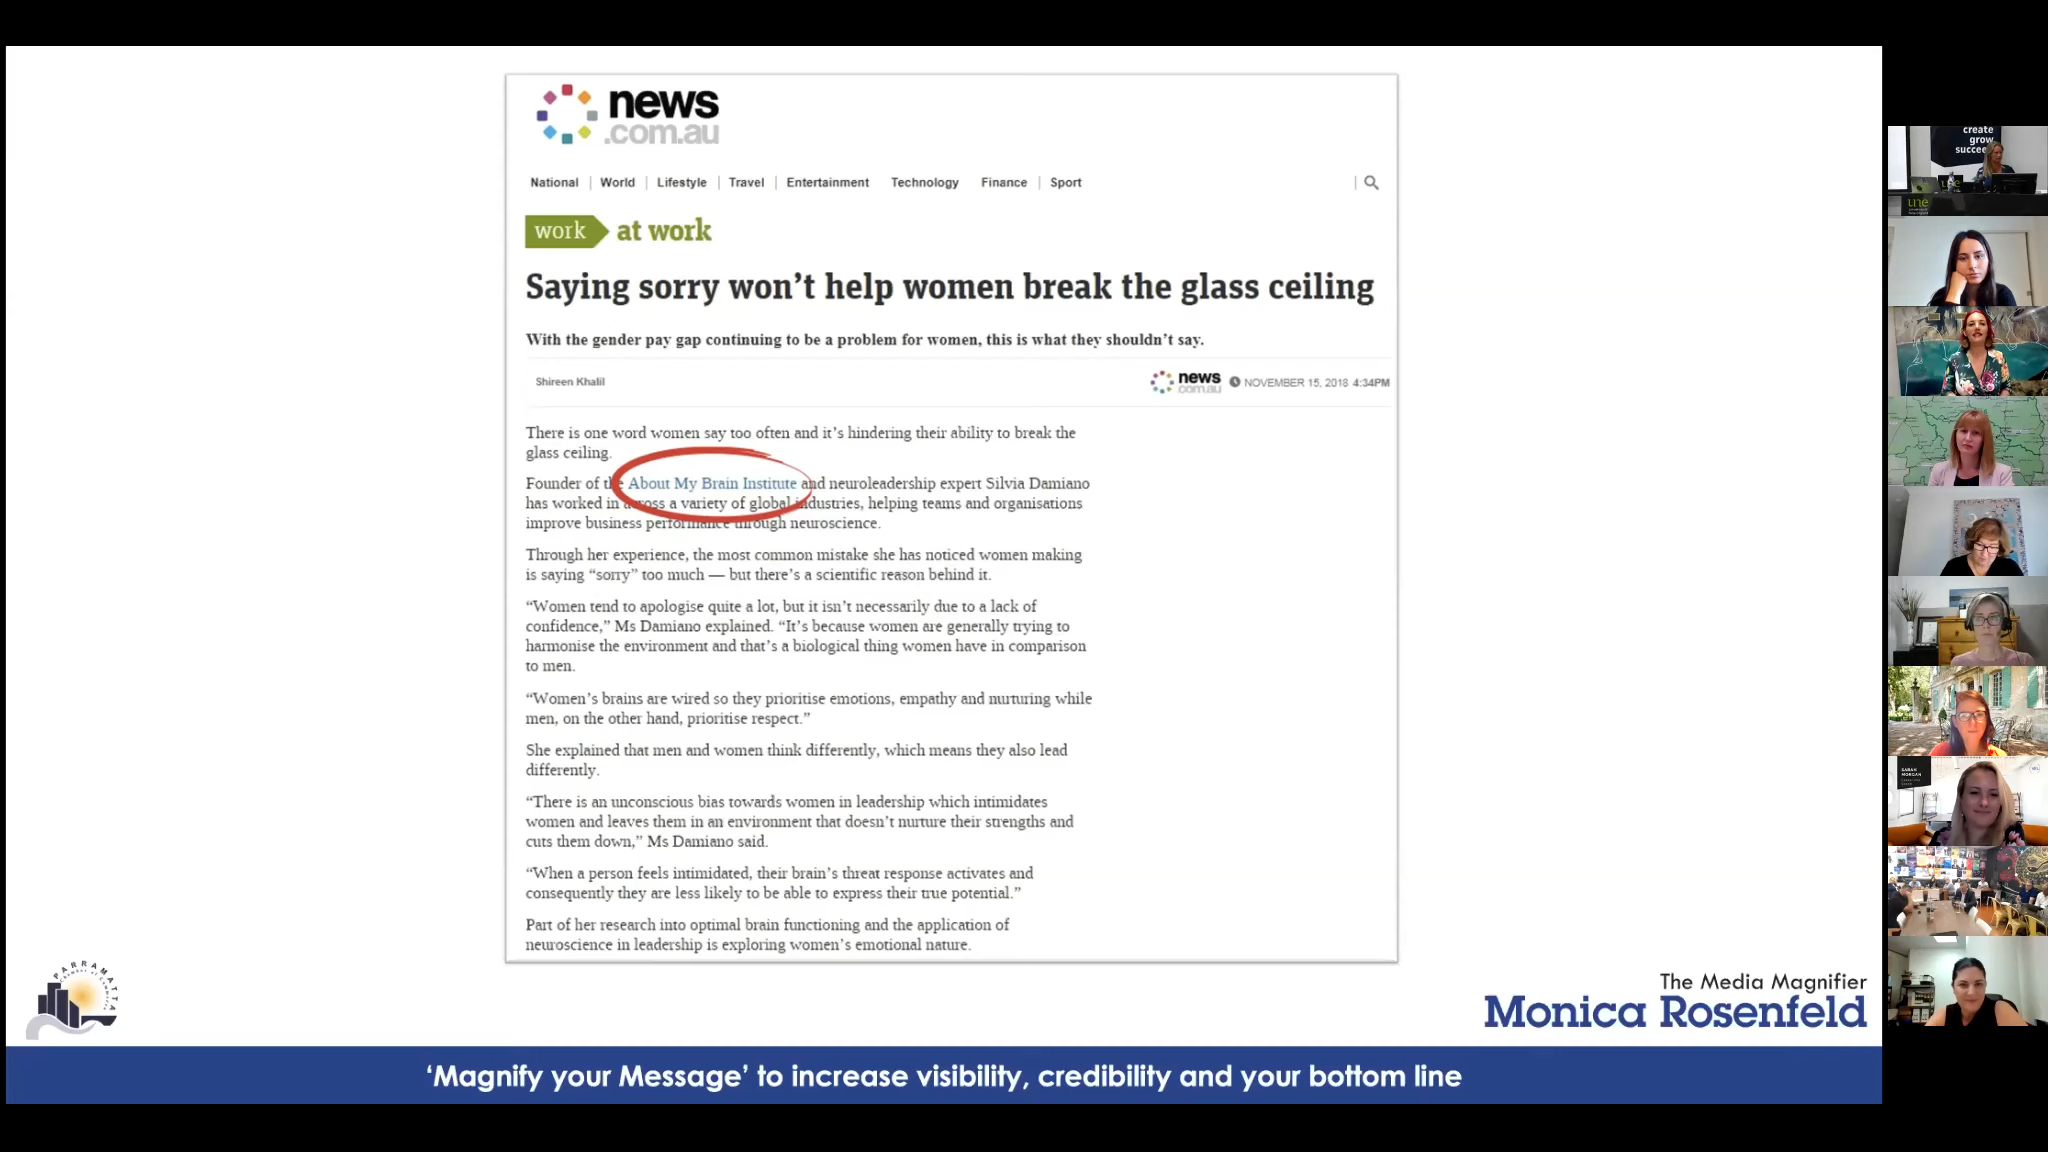 news
.com.au
National World Lifestyle Travel Entertainment Technology Finance Sport
work at work
Saying sorry won’t help women break the glass ceiling
With the gender pay gap continuing to be a problem for women, this is what they shouldn’t say.
Shireen Khalil
news
.com.au
NOVEMBER 15, 2018 4:34PM
There is one word women say too often and it’s hindering their ability to break the
glass ceiling.
Founder of the About My Brain Institute and neuroleadership expert Silvia Damiano
has worked in across a variety of global industries, helping teams and organisations
improve business performance through neuroscience.
Through her experience, the most common mistake she has noticed women making
is saying “sorry” too much — but there’s a scientific reason behind it.
“Women tend to apologise quite a lot, but it isn’t necessarily due to a lack of
confidence,” Ms Damiano explained. “It’s because women are generally trying to
harmonise the environment and that’s a biological thing women have in comparison
to men.
“Women’s brains are wired so they prioritise emotions, empathy and nurturing while
men, on the other hand, prioritise respect.”
She explained that men and women think differently, which means they also lead
differently.
“There is an unconscious bias towards women in leadership which intimidates
women and leaves them in an environment that doesn’t nurture their strengths and
cuts them down,” Ms Damiano said.
“When a person feels intimidated, their brain’s threat response activates and
consequently they are less likely to be able to express their true potential.”
Part of her research into optimal brain functioning and the application of
neuroscience in leadership is exploring women’s emotional nature.
PARRAMATTA
The Media Magnifier
Monica Rosenfeld
‘Magnify your Message’ to increase visibility, credibility and your bottom line
create
grow
succee
une
SARAH
MORGAN